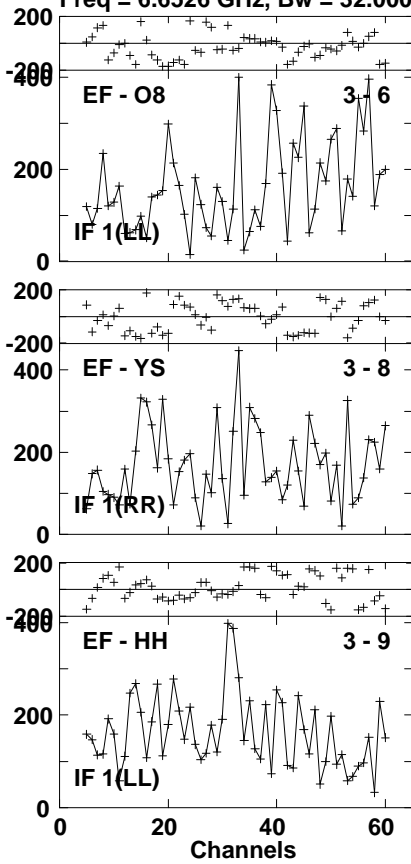 Freq = 6.6526 GHz, Bw = 32.000
200
-200
400
EF - O8 3 - 6
200
IF 1(LL)
0
200
-200
400
EF - YS 3 - 8
200
IF 1(RR)
0
200
-200
400
EF - HH 3 - 9
200
IF 1(LL)
0
0 20 40 60
Channels